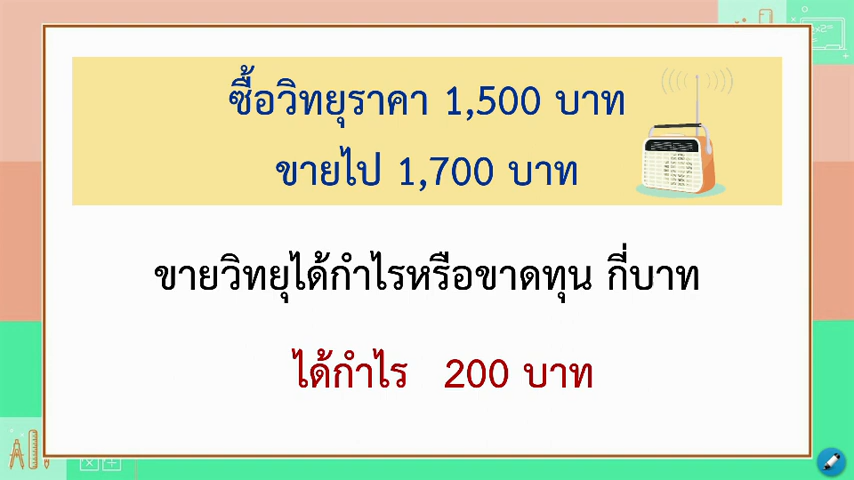 ซื้อวิทยุราคา 1,500 บาท
ขายไป 1,700 บาท
ขายวิทยุได้กำไรหรือขาดทุน กี่บาท
ได้กำไร 200 บาท